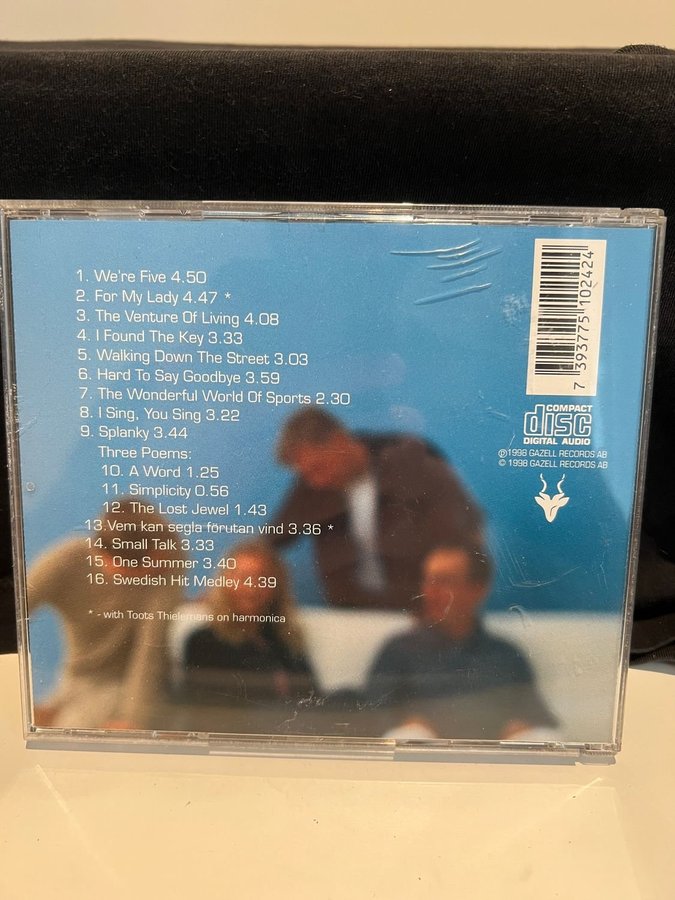 1. We're Five 4.50
2. For My Lady 4.47 *
3. The Venture Of Living 4.08
4. I Found The Key 3.33
5. Walking Down The Street 3.03
6. Hard To Say Goodbye 3.59
7. The Wonderful World Of Sports 2.30
8. I Sing, You Sing 3.22
9. Splanky 3.44
Three Poems:
10. A Word 1.25
11. Simplicity 0.56
12. The Lost Jewel 1.43
13. Vem kan segla förutan vind 3.36 *
14. Small Talk 3.33
15. One Summer 3.40
16. Swedish Hit Medley 4.39
* - with Toots Thielemans on harmonica
7 393775 102424
COMPACT
disc
DIGITAL AUDIO
℗1998 GAZELL RECORDS AB
© 1998 GAZELL RECORDS AB